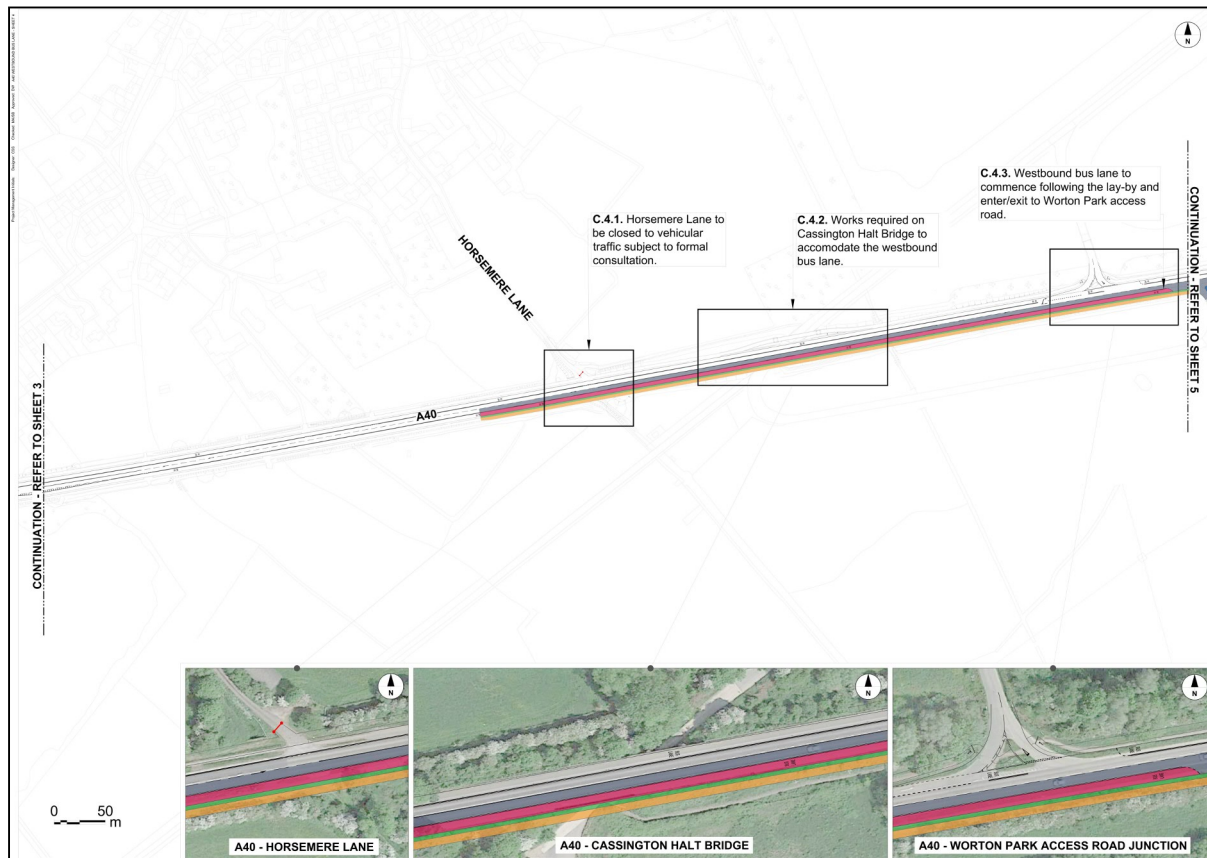 N
C.4.3. Westbound bus lane to
commence following the lay-by and
enter/exit to Worton Park access
road.
C.4.1. Horsemere Lane to
be closed to vehicular
traffic subject to formal
consultation.
C.4.2. Works required on
Cassington Halt Bridge to
accomodate the westbound
bus lane.
HORSEMERE LANE
A40
CONTINUATION - REFER TO SHEET 3
CONTINUATION - REFER TO SHEET 5
0 50
m
N
A40 - HORSEMERE LANE
N
A40 - CASSINGTON HALT BRIDGE
N
A40 - WORTON PARK ACCESS ROAD JUNCTION